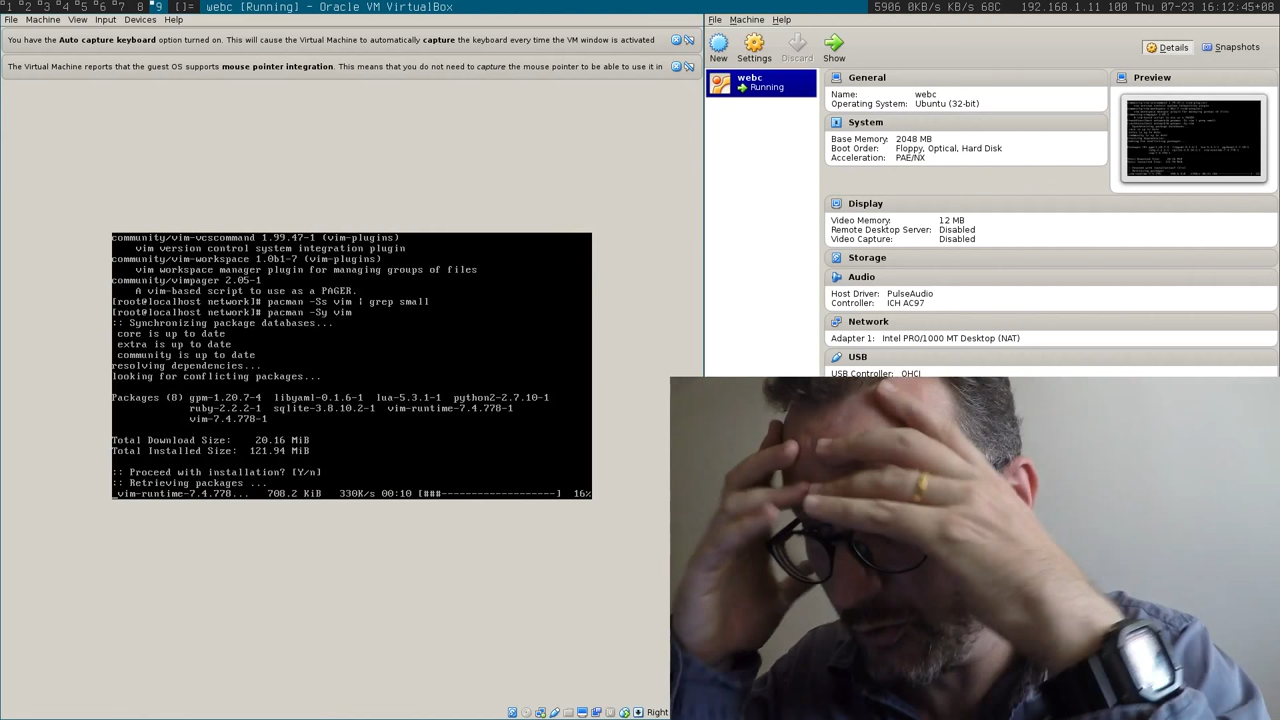 1 2 3 4 5 6 7 8 9 []= webc [Running] - Oracle VM VirtualBox 5906 0KB/s KB/s 68C 192.168.1.11 100 Thu 07-23 16:12:45+08
File Machine View Input Devices Help
You have the Auto capture keyboard option turned on. This will cause the Virtual Machine to automatically capture the keyboard every time the VM window is activated
The Virtual Machine reports that the guest OS supports mouse pointer integration. This means that you do not need to capture the mouse pointer to be able to use it in
community/vim-vcscommand 1.99.47-1 (vim-plugins)
vim version control system integration plugin
community/vim-workspace 1.0b1-7 (vim-plugins)
vim workspace manager plugin for managing groups of files
community/vimpager 2.05-1
A vim-based script to use as a PAGER.
[root@localhost network]# pacman -Ss vim | grep small
[root@localhost network]# pacman -Sy vim
:: Synchronizing package databases...
core is up to date
extra is up to date
community is up to date
resolving dependencies...
looking for conflicting packages...
Packages (8) gpm-1.20.7-4 libyaml-0.1.6-1 lua-5.3.1-1 python2-2.7.10-1
ruby-2.2.2-1 sqlite-3.8.10.2-1 vim-runtime-7.4.778-1
vim-7.4.778-1
Total Download Size: 20.16 MiB
Total Installed Size: 121.94 MiB
:: Proceed with installation? [Y/n]
:: Retrieving packages ...
vim-runtime-7.4.778... 708.2 KiB 330K/s 00:10 [###--------------------] 16%
Right
File Machine Help
New Settings Discard Show
Details Snapshots
webc
Running
General
Name: webc
Operating System: Ubuntu (32-bit)
System
Base Memory: 2048 MB
Boot Order: Floppy, Optical, Hard Disk
Acceleration: PAE/NX
Preview
Display
Video Memory: 12 MB
Remote Desktop Server: Disabled
Video Capture: Disabled
Storage
Audio
Host Driver: PulseAudio
Controller: ICH AC97
Network
Adapter 1: Intel PRO/1000 MT Desktop (NAT)
USB
USB Controller: OHCI